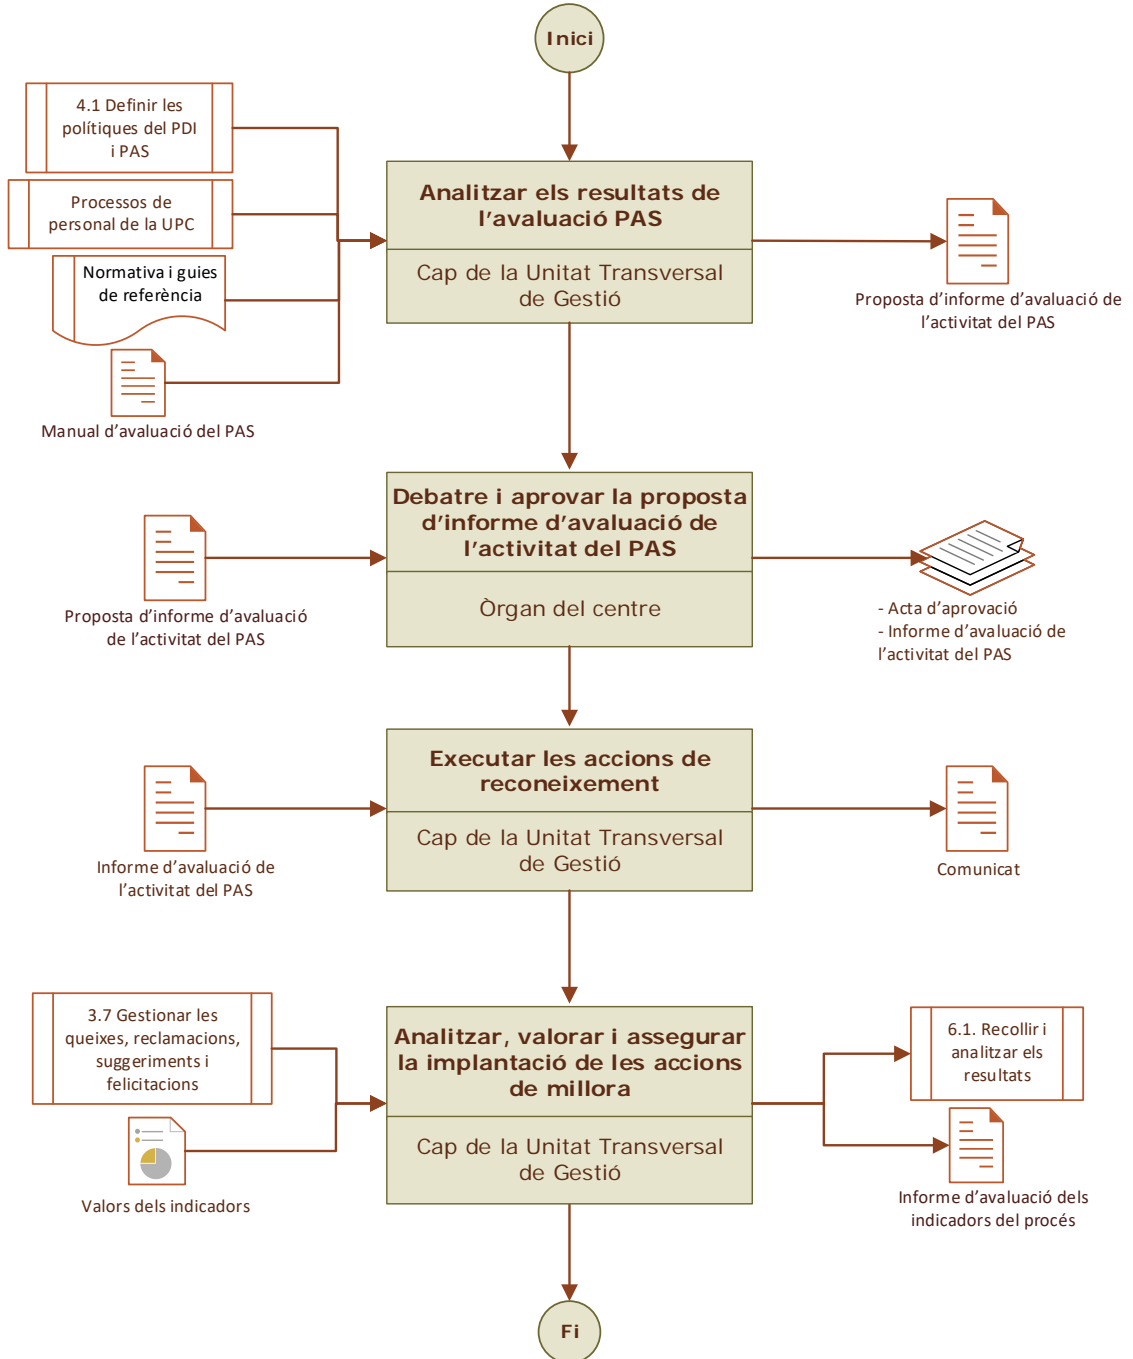 Inici
4.1 Definir les
polítiques del PDI
i PAS
Processos de
personal de la UPC
Normativa i guies
de referència
Manual d'avaluació del PAS
Analitzar els resultats de
l'avaluació PAS
Cap de la Unitat Transversal
de Gestió
Proposta d'informe d'avaluació de
l'activitat del PAS
Proposta d'informe d'avaluació
de l'activitat del PAS
Debatre i aprovar la proposta
d'informe d'avaluació de
l'activitat del PAS
Òrgan del centre
- Acta d'aprovació
- Informe d'avaluació de
l'activitat del PAS
Informe d'avaluació de
l'activitat del PAS
Executar les accions de
reconeixement
Cap de la Unitat Transversal
de Gestió
Comunicat
3.7 Gestionar les
queixes, reclamacions,
suggeriments i
felicitacions
Valors dels indicadors
Analitzar, valorar i assegurar
la implantació de les accions
de millora
Cap de la Unitat Transversal
de Gestió
6.1. Recollir i
analitzar els
resultats
Informe d'avaluació dels
indicadors del procés
Fi